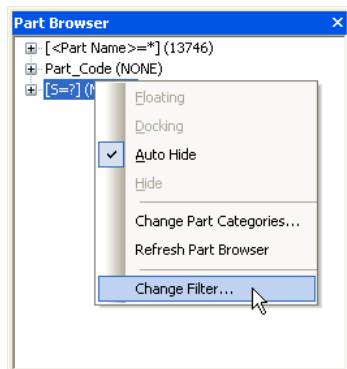 Part Browser
[<Part Name>=*] (13746)
Part_Code (NONE)
[S=?] (
Floating
Docking
Auto Hide
Hide
Change Part Categories...
Refresh Part Browser
Change Filter...